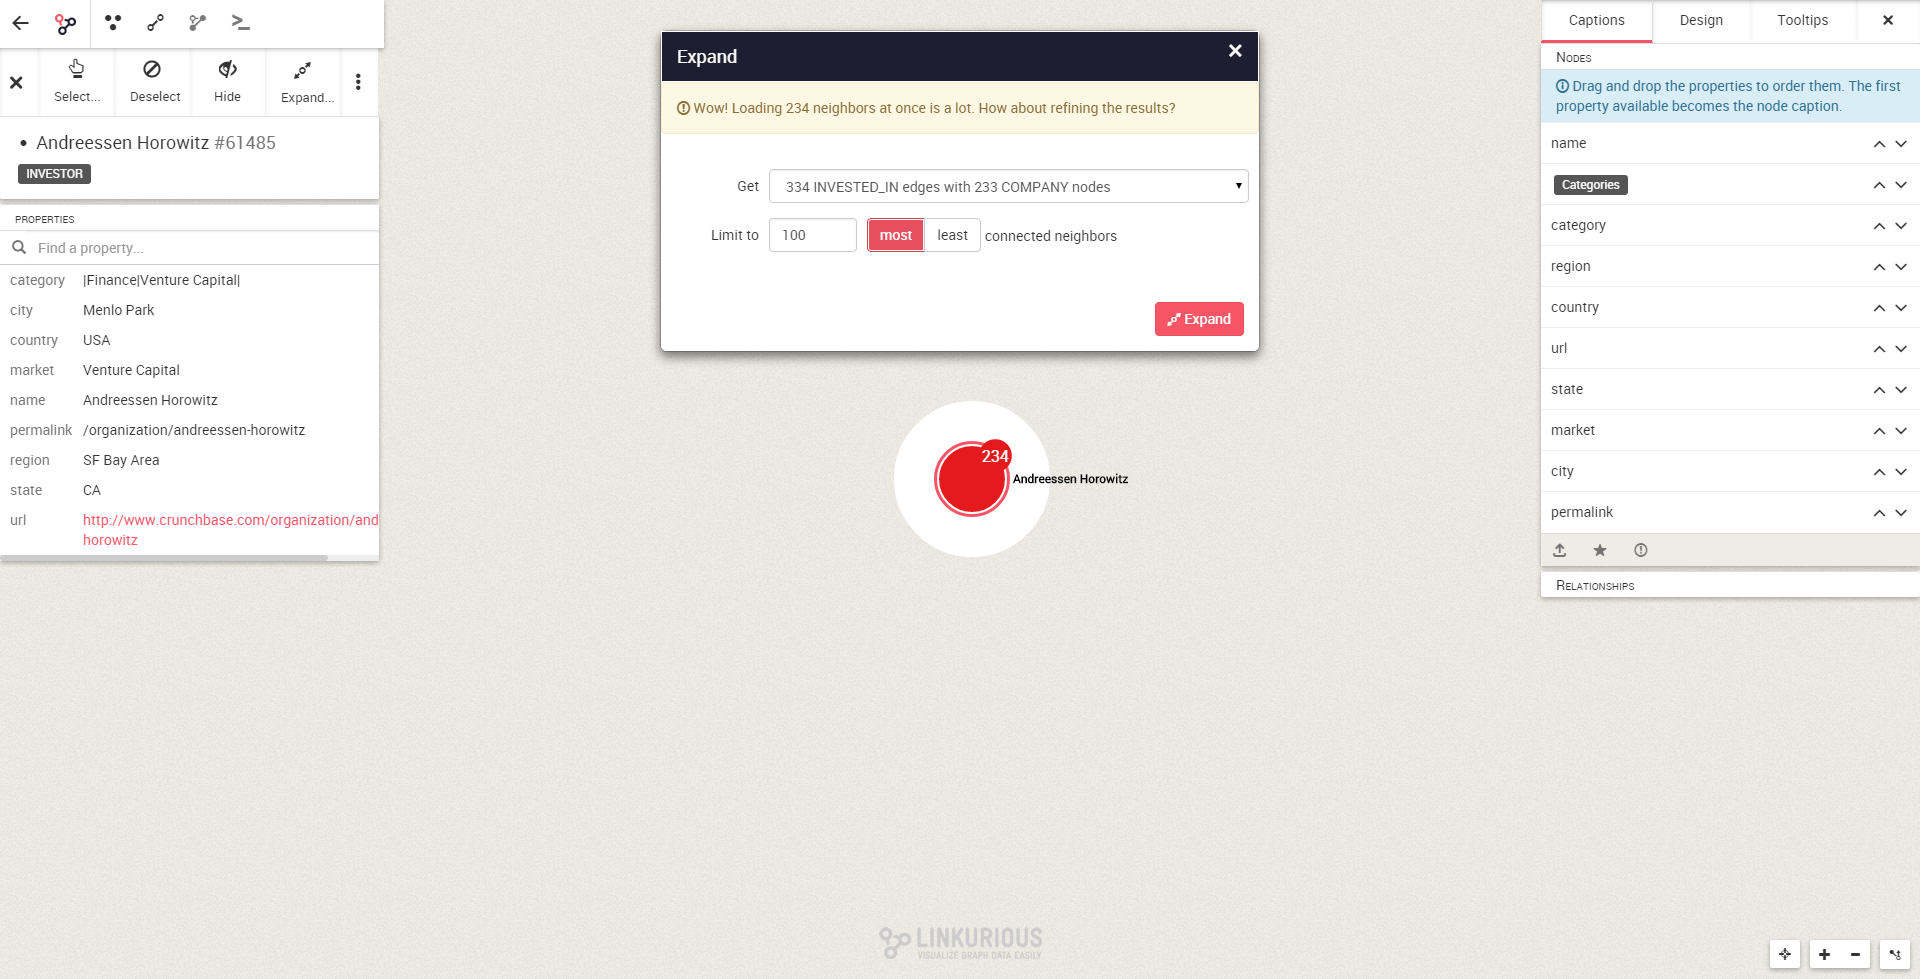 Select...
Deselect
Hide
Expand...
Andreessen Horowitz #61485
INVESTOR
PROPERTIES
Find a property...
category |Finance|Venture Capital|
city Menlo Park
country USA
market Venture Capital
name Andreessen Horowitz
permalink /organization/andreessen-horowitz
region SF Bay Area
state CA
url http://www.crunchbase.com/organization/and
horowitz
Expand
Wow! Loading 234 neighbors at once is a lot. How about refining the results?
Get 334 INVESTED_IN edges with 233 COMPANY nodes
Limit to 100 most least connected neighbors
Expand
234
Andreessen Horowitz
LINKURIOUS
VISUALIZE GRAPH DATA EASILY
Captions Design Tooltips
NODES
Drag and drop the properties to order them. The first
property available becomes the node caption.
name
Categories
category
region
country
url
state
market
city
permalink
RELATIONSHIPS